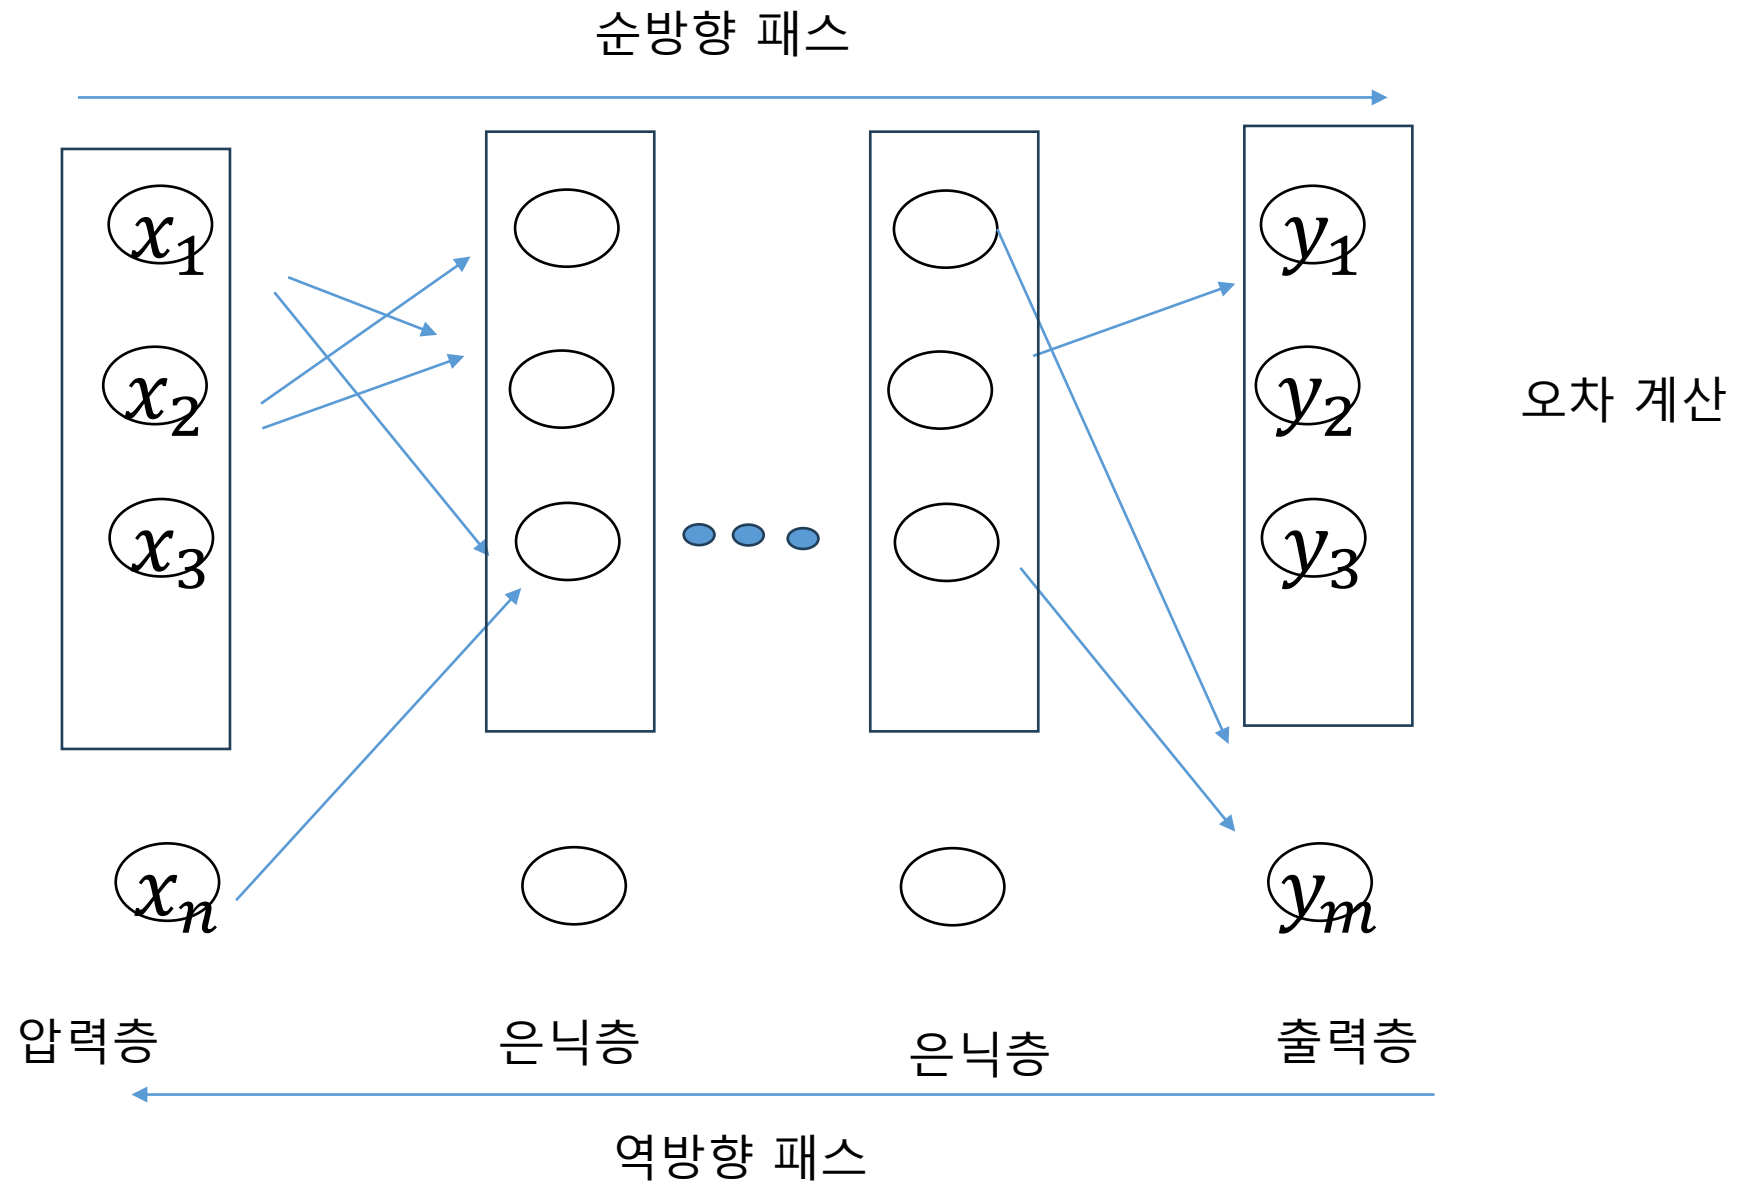 순방향 패스
x1
y1
x2
y2
오차 계산
x3
y3
xn
ym
압력층
은닉층
은닉층
출력층
역방향 패스